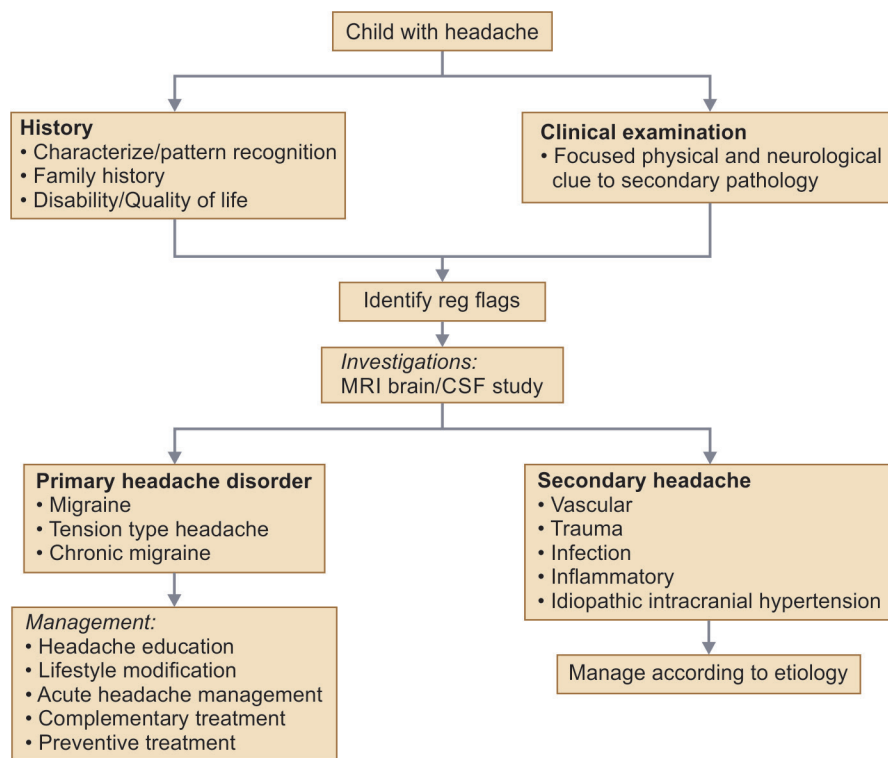 Child with headache
History
• Characterize/pattern recognition
• Family history
• Disability/Quality of life
Clinical examination
• Focused physical and neurological
clue to secondary pathology
Identify reg flags
Investigations:
MRI brain/CSF study
Primary headache disorder
• Migraine
• Tension type headache
• Chronic migraine
Secondary headache
• Vascular
• Trauma
• Infection
• Inflammatory
• Idiopathic intracranial hypertension
Management:
• Headache education
• Lifestyle modification
• Acute headache management
• Complementary treatment
• Preventive treatment
Manage according to etiology